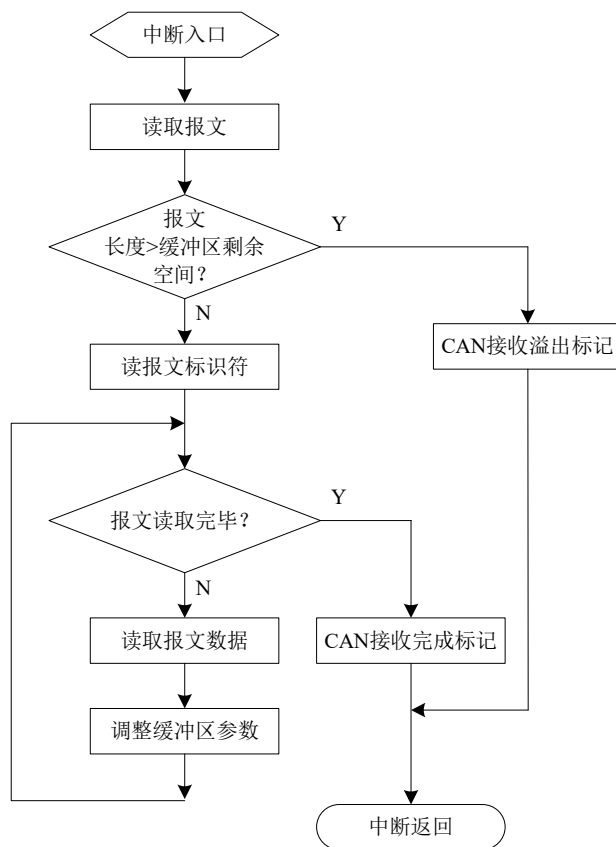 中断入口
读取报文
报文
长度>缓冲区剩余
空间？
Y
N
CAN接收溢出标记
读报文标识符
报文读取完毕？
Y
N
读取报文数据
CAN接收完成标记
调整缓冲区参数
中断返回